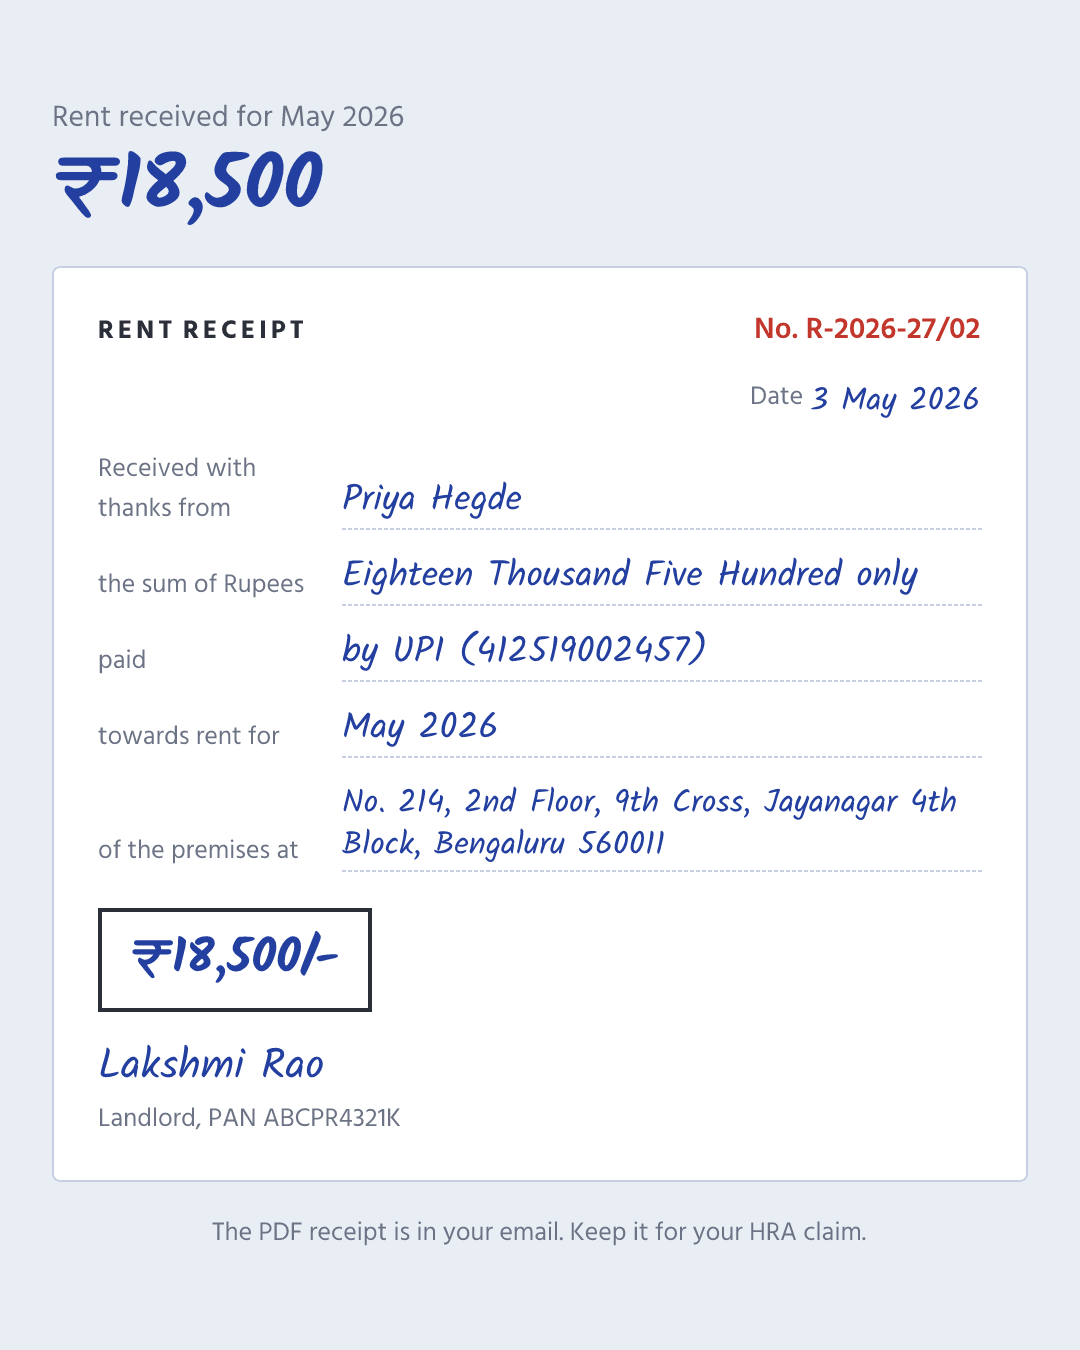 Rent received for May 2026
₹18,500
RENT RECEIPT
No. R-2026-27/02
Date 3 May 2026
Received with
thanks from
Priya Hegde
the sum of Rupees Eighteen Thousand Five Hundred only
paid by UPI (412519002457)
towards rent for May 2026
of the premises at
No. 214, 2nd Floor, 9th Cross, Jayanagar 4th
Block, Bengaluru 560011
₹18,500/-
Lakshmi Rao
Landlord, PAN ABCPR4321K
The PDF receipt is in your email. Keep it for your HRA claim.